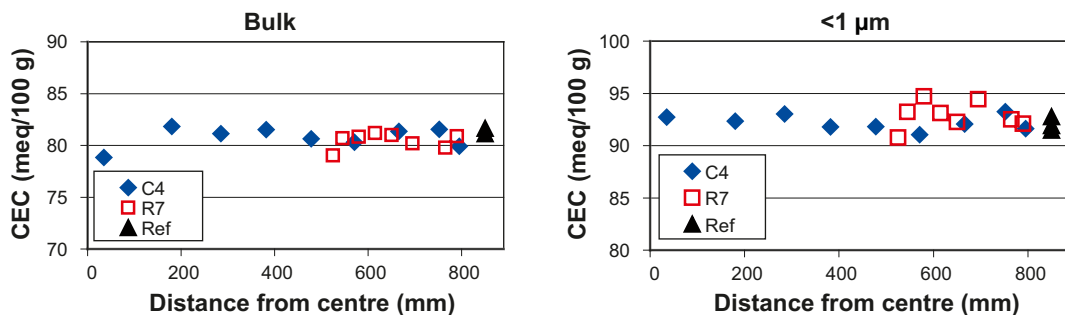 Bulk
CEC (meq/100 g)
90
85
80
75
70
C4
R7
Ref
0 200 400 600 800
Distance from centre (mm)
<1 µm
CEC (meq/100 g)
100
95
90
85
80
C4
R7
Ref
0 200 400 600 800
Distance from centre (mm)